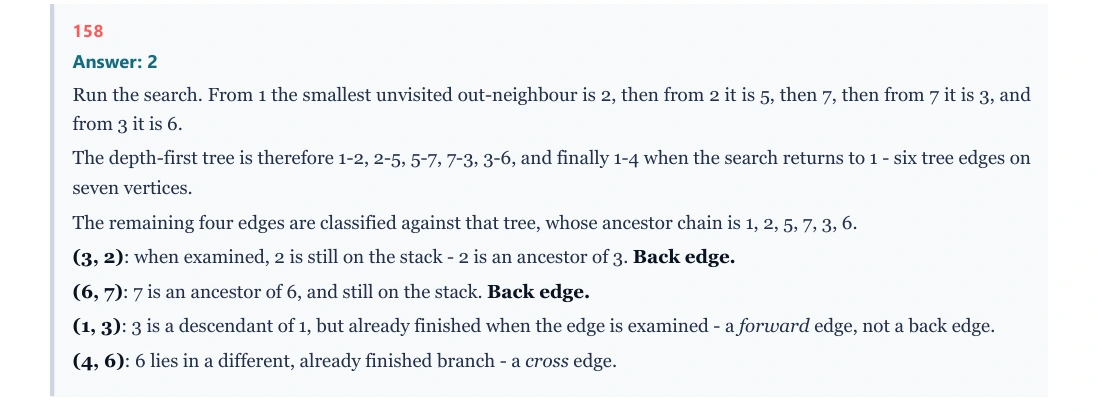 158
Answer: 2
Run the search. From 1 the smallest unvisited out-neighbour is 2, then from 2 it is 5, then 7, then from 7 it is 3, and
from 3 it is 6.
The depth-first tree is therefore 1-2, 2-5, 5-7, 7-3, 3-6, and finally 1-4 when the search returns to 1 - six tree edges on
seven vertices.
The remaining four edges are classified against that tree, whose ancestor chain is 1, 2, 5, 7, 3, 6.
(3, 2): when examined, 2 is still on the stack - 2 is an ancestor of 3. Back edge.
(6, 7): 7 is an ancestor of 6, and still on the stack. Back edge.
(1, 3): 3 is a descendant of 1, but already finished when the edge is examined - a forward edge, not a back edge.
(4, 6): 6 lies in a different, already finished branch - a cross edge.